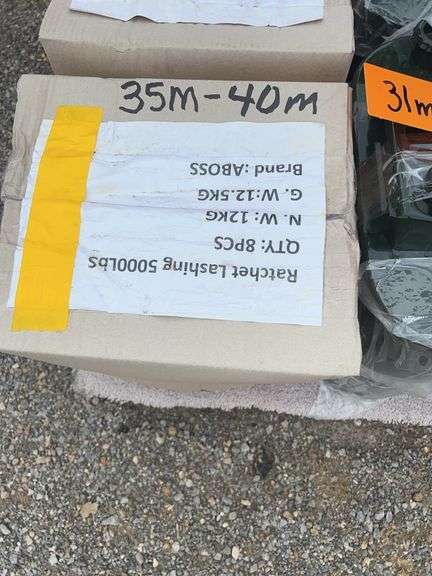 35M-40m
31m
Ratchet Lashing 5000Lbs
QTY: 8PCS
N. W: 12KG
G. W:12.5KG
Brand : ABOSS